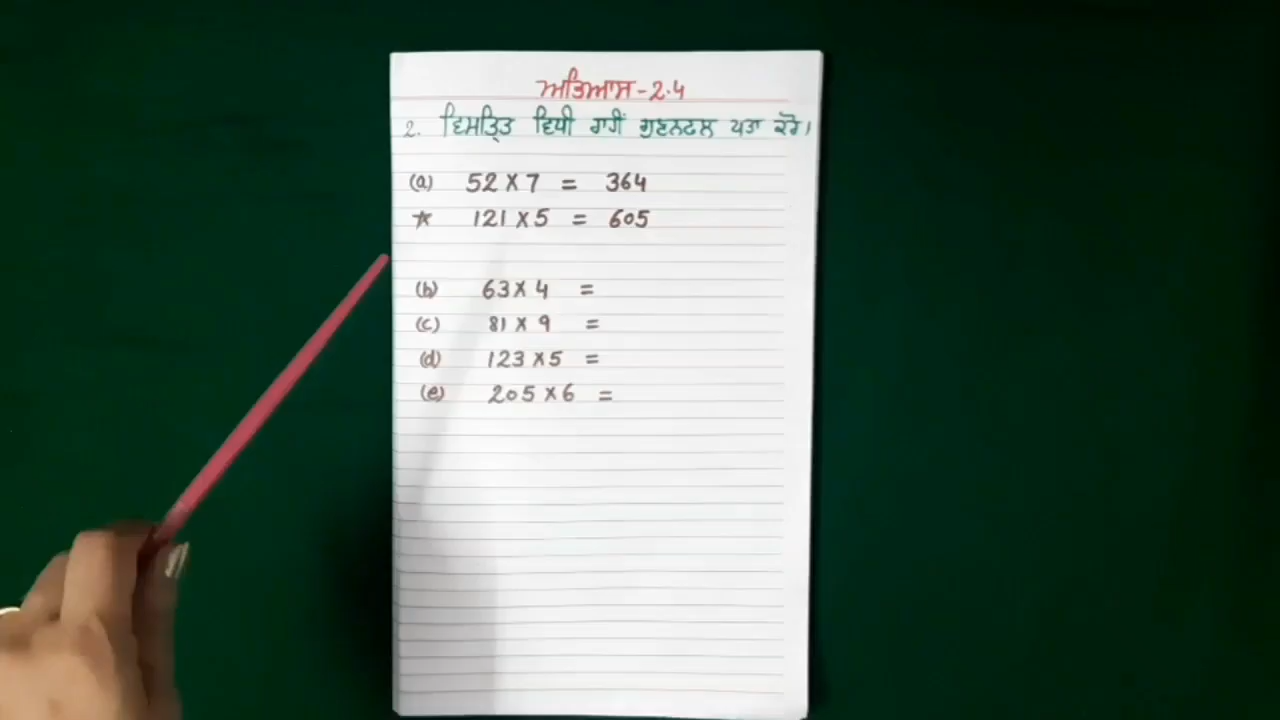 ਅਭਿਆਸ-2.4
2. ਵਿਸਤ੍ਰਿਤ ਵਿਧੀ ਰਾਹੀਂ ਗੁਣਨਫਲ ਪਤਾ ਕਰੋ।
(a) 52 × 7 = 364
★ 121 × 5 = 605
(b) 63 × 4 =
(c) 81 × 9 =
(d) 123 × 5 =
(e) 205 × 6 =